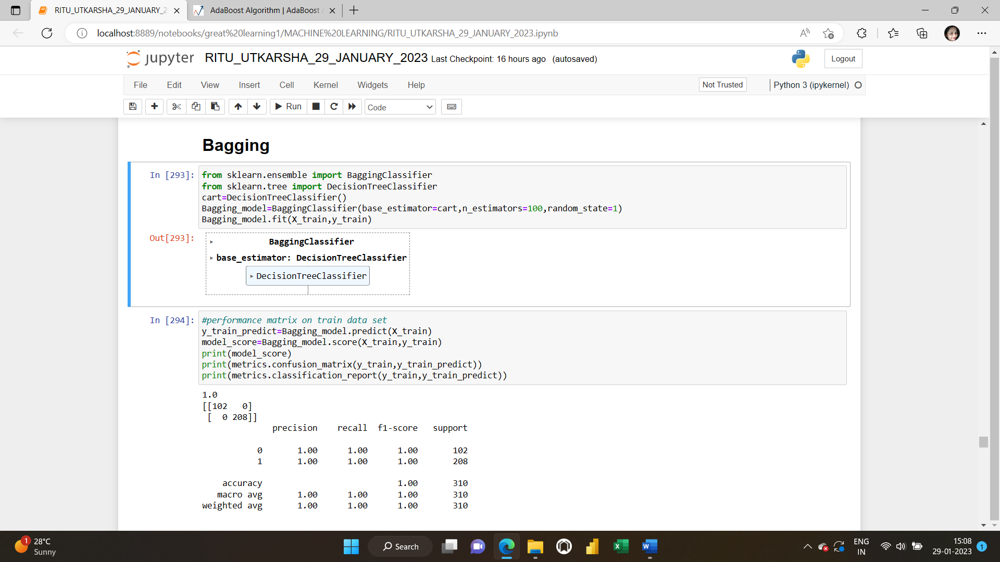 RITU_UTKARSHA_29_JANUARY_2
AdaBoost Algorithm | AdaBoost
localhost:8889/notebooks/great%20learning1/MACHINE%20LEARNING/RITU_UTKARSHA_29_JANUARY_2023.ipynb
jupyter RITU_UTKARSHA_29_JANUARY_2023 Last Checkpoint: 16 hours ago (autosaved)
Logout
File Edit View Insert Cell Kernel Widgets Help
Not Trusted
Python 3 (ipykernel)
Run
Code
Bagging
In [293]:
from sklearn.ensemble import BaggingClassifier
from sklearn.tree import DecisionTreeClassifier
cart=DecisionTreeClassifier()
Bagging_model=BaggingClassifier(base_estimator=cart,n_estimators=100,random_state=1)
Bagging_model.fit(X_train,y_train)
Out[293]:
BaggingClassifier
base_estimator: DecisionTreeClassifier
DecisionTreeClassifier
In [294]:
#performance matrix on train data set
y_train_predict=Bagging_model.predict(X_train)
model_score=Bagging_model.score(X_train,y_train)
print(model_score)
print(metrics.confusion_matrix(y_train,y_train_predict))
print(metrics.classification_report(y_train,y_train_predict))
1.0
[[102   0]
 [  0 208]]
precision recall f1-score support
0 1.00 1.00 1.00 102
1 1.00 1.00 1.00 208
accuracy 1.00 310
macro avg 1.00 1.00 1.00 310
weighted avg 1.00 1.00 1.00 310
1
28°C
Sunny
Search
ENG
IN
15:08
29-01-2023
1